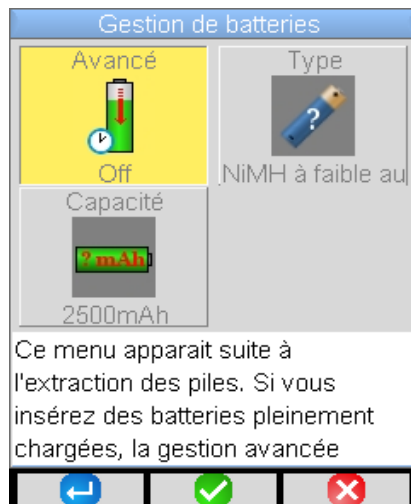 Gestion de batteries
Avancé
Type
?
Off
NiMH à faible au
Capacité
? mAh
2500mAh
Ce menu apparait suite à
l'extraction des piles. Si vous
insérez des batteries pleinement
chargées, la gestion avancée